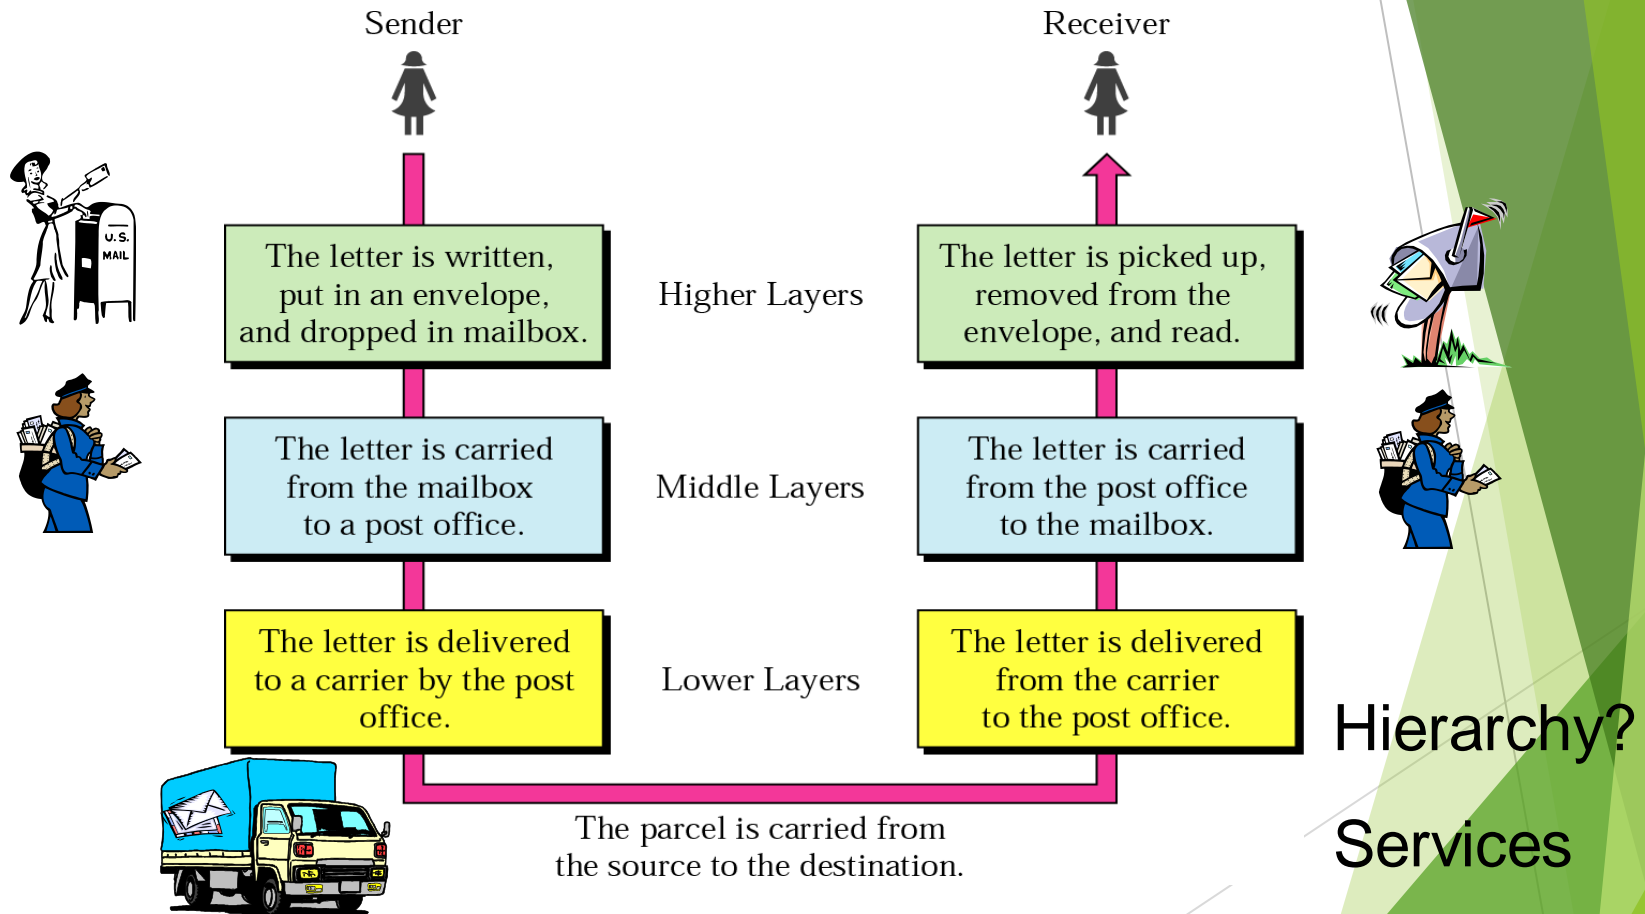 Sender
Receiver
U.S.
MAIL
The letter is written,
put in an envelope,
and dropped in mailbox.
Higher Layers
The letter is picked up,
removed from the
envelope, and read.
The letter is carried
from the mailbox
to a post office.
Middle Layers
The letter is carried
from the post office
to the mailbox.
The letter is delivered
to a carrier by the post
office.
Lower Layers
The letter is delivered
from the carrier
to the post office.
The parcel is carried from
the source to the destination.
Hierarchy?
Services